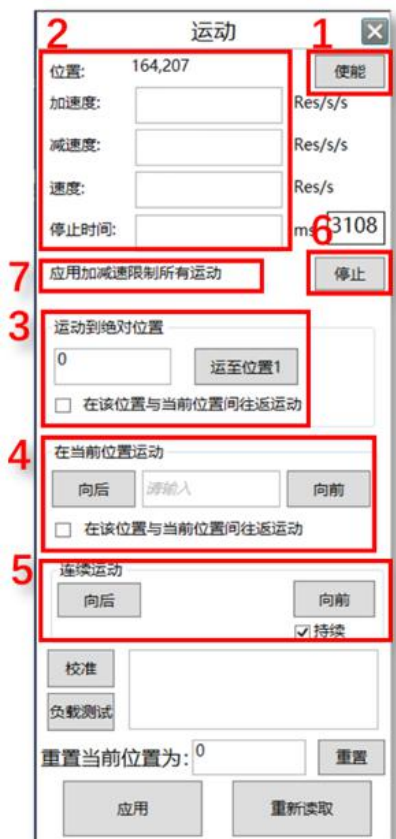 运动
2
1
位置: 164,207 使能
加速度: Res/s/s
减速度: Res/s/s
速度: Res/s
停止时间: ms 3108
6
7 应用加减速限制所有运动 停止
3 运动到绝对位置
0 运至位置1
在该位置与当前位置间往返运动
4 在当前位置运动
向后 请输入 向前
在该位置与当前位置间往返运动
5 连续运动
向后 向前
持续
校准
负载测试
重置当前位置为: 0 重置
应用 重新读取